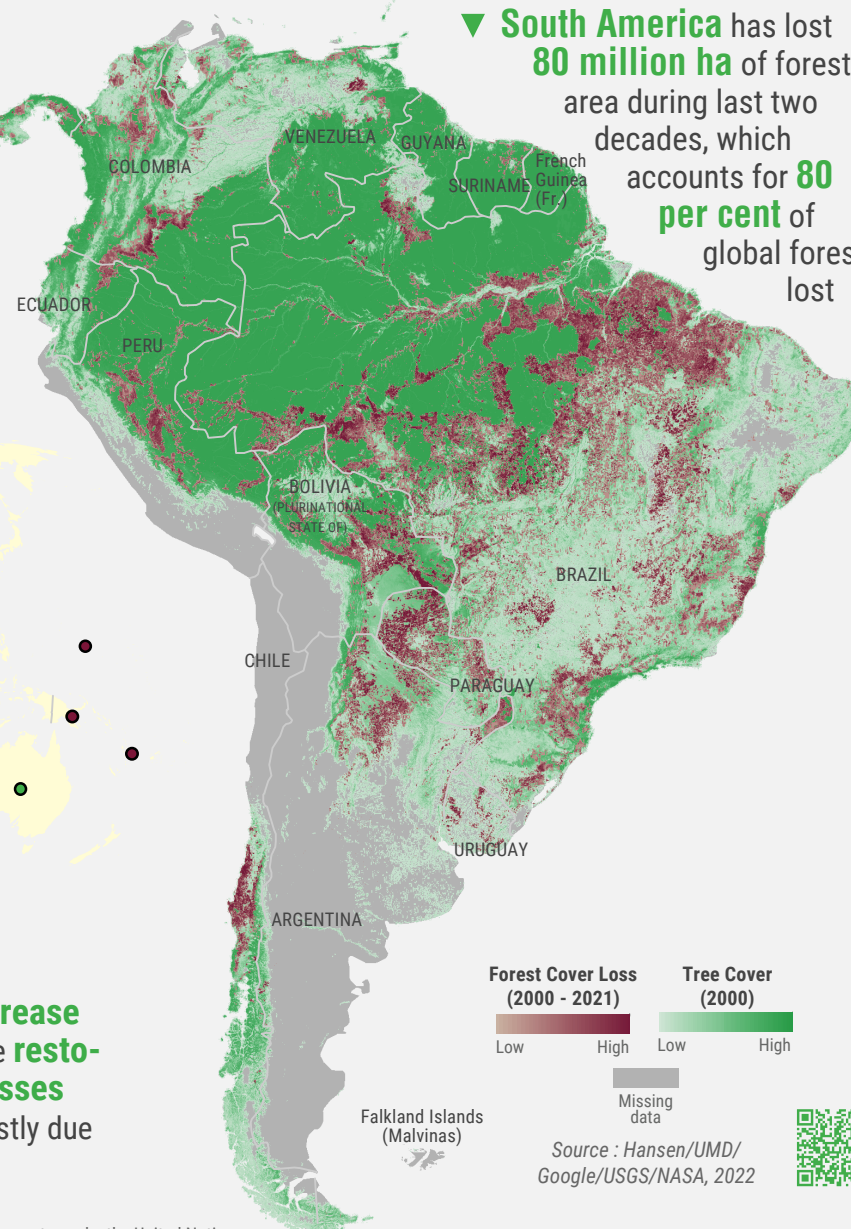 ▼ South America has lost
80 million ha of forest
area during last two
decades, which
accounts for 80
per cent of
global fores
lost
VENEZUELA
GUYANA
COLOMBIA
SURINAME
French
Guinea
(Fr.)
ECUADOR
PERU
BOLIVIA
(PLURINATIONAL
STATE OF)
BRAZIL
CHILE
PARAGUAY
URUGUAY
ARGENTINA
rease
e resto-
sses
stly due
Forest Cover Loss
(2000 - 2021)
Low High
Tree Cover
(2000)
Low High
Missing
data
Falkland Islands
(Malvinas)
Source : Hansen/UMD/
Google/USGS/NASA, 2022